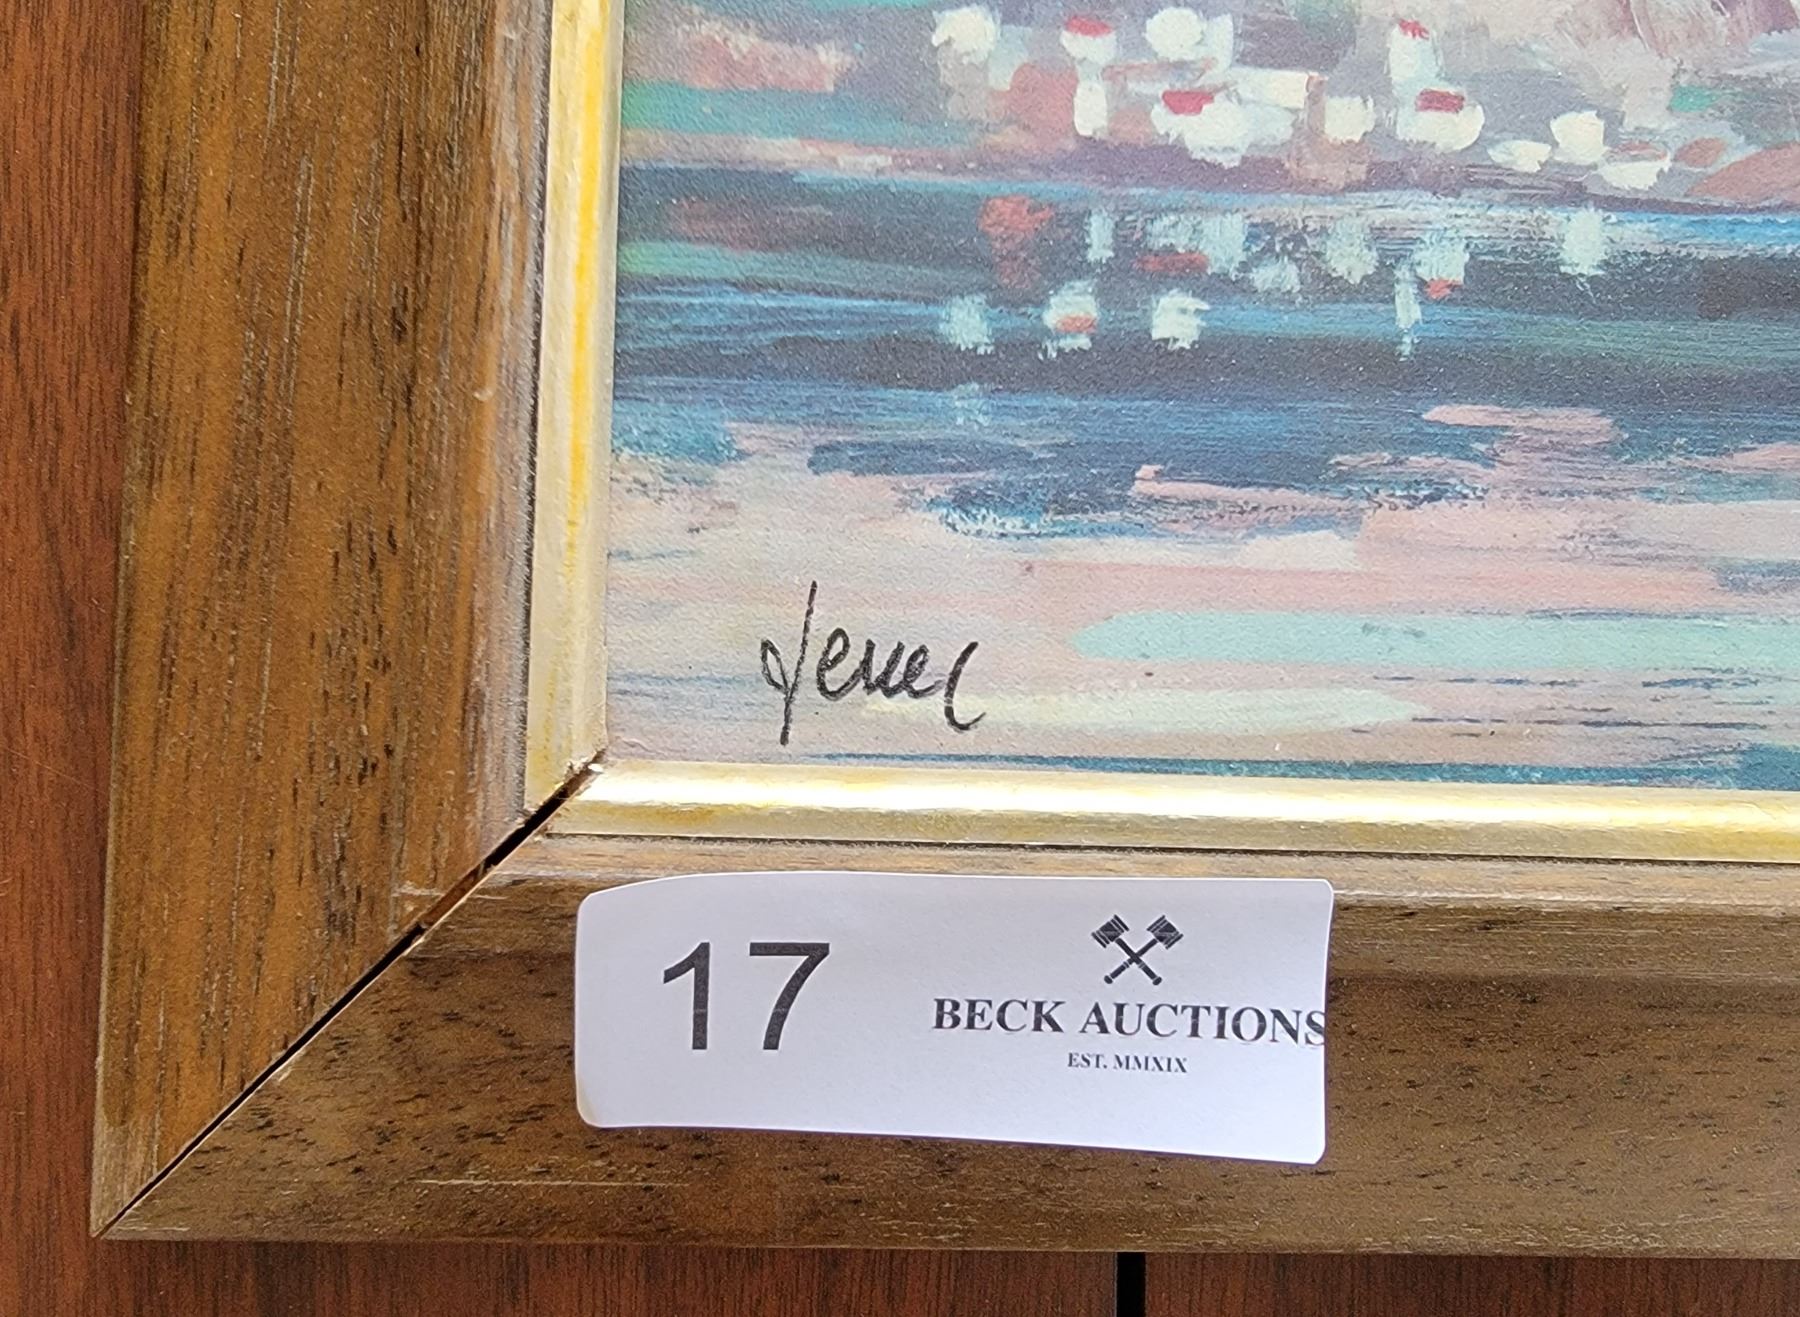 17
BECK AUCTIONS
EST. MMXIX